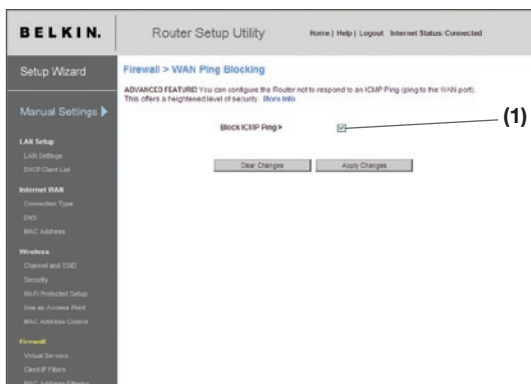 BELKIN.
Router Setup Utility
Home | Help | Logout Internet Status: Connected
Setup Wizard
Manual Settings
LAN Setup
LAN Settings
DHCP Client List
Internet WAN
Connection Type
DNS
MAC Address
Wireless
Channel and SSID
Security
Wi-Fi Protected Setup
Use as Access Point
MAC Address Control
Firewall
Virtual Servers
Client IP Filters
MAC Address Filtering
Firewall > WAN Ping Blocking
ADVANCED FEATURE! You can configure the Router not to respond to an ICMP Ping (ping to the WAN port).
This offers a heightened level of security. More Info
Block ICMP Ping >
(1)
Clear Changes
Apply Changes